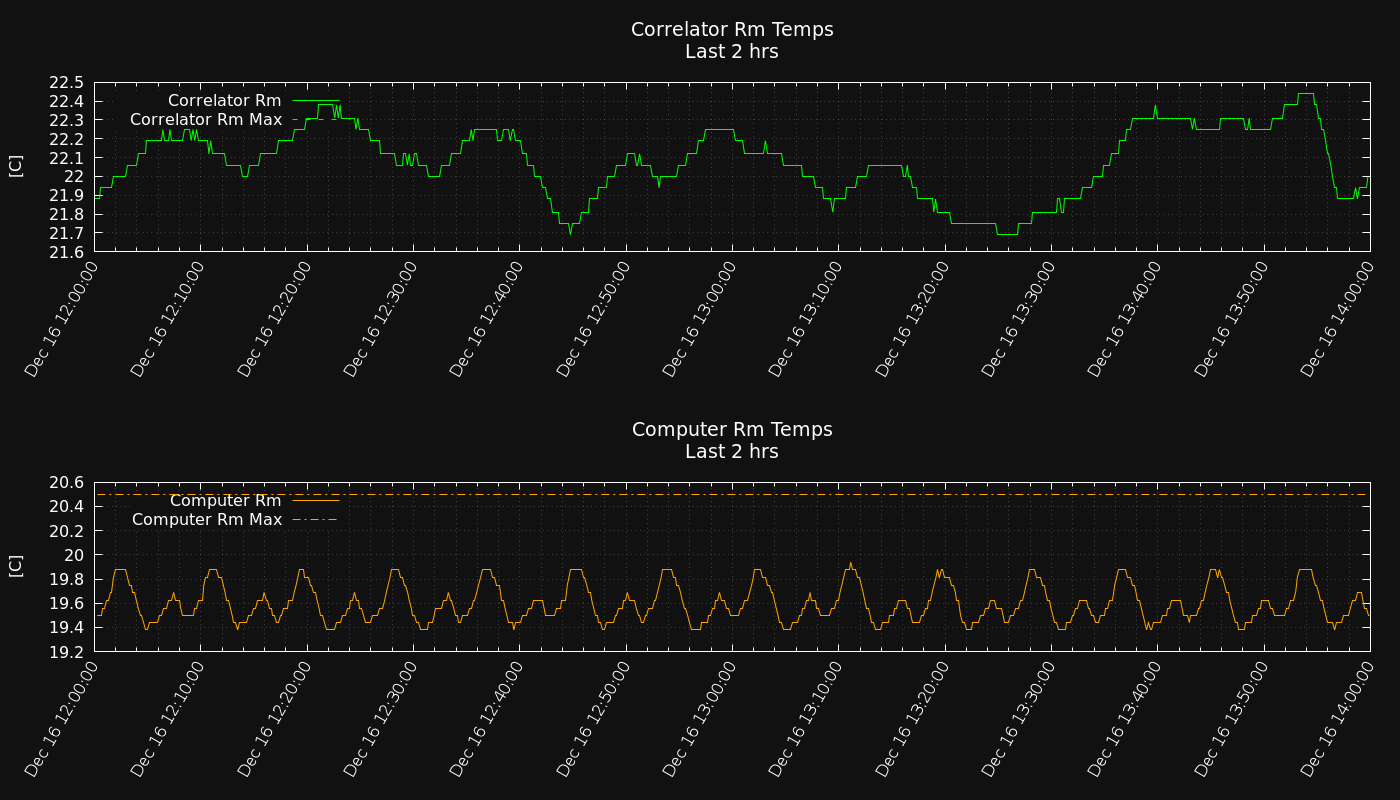 Correlator Rm Temps
Last 2 hrs
22.5
22.4
22.3
22.2
22.1
22
21.9
21.8
21.7
21.6
[C]
Correlator Rm
Correlator Rm Max
Dec 16 12:00:00
Dec 16 12:10:00
Dec 16 12:20:00
Dec 16 12:30:00
Dec 16 12:40:00
Dec 16 12:50:00
Dec 16 13:00:00
Dec 16 13:10:00
Dec 16 13:20:00
Dec 16 13:30:00
Dec 16 13:40:00
Dec 16 13:50:00
Dec 16 14:00:00
Computer Rm Temps
Last 2 hrs
20.6
20.4
20.2
20
19.8
19.6
19.4
19.2
[C]
Computer Rm
Computer Rm Max
Dec 16 12:00:00
Dec 16 12:10:00
Dec 16 12:20:00
Dec 16 12:30:00
Dec 16 12:40:00
Dec 16 12:50:00
Dec 16 13:00:00
Dec 16 13:10:00
Dec 16 13:20:00
Dec 16 13:30:00
Dec 16 13:40:00
Dec 16 13:50:00
Dec 16 14:00:00